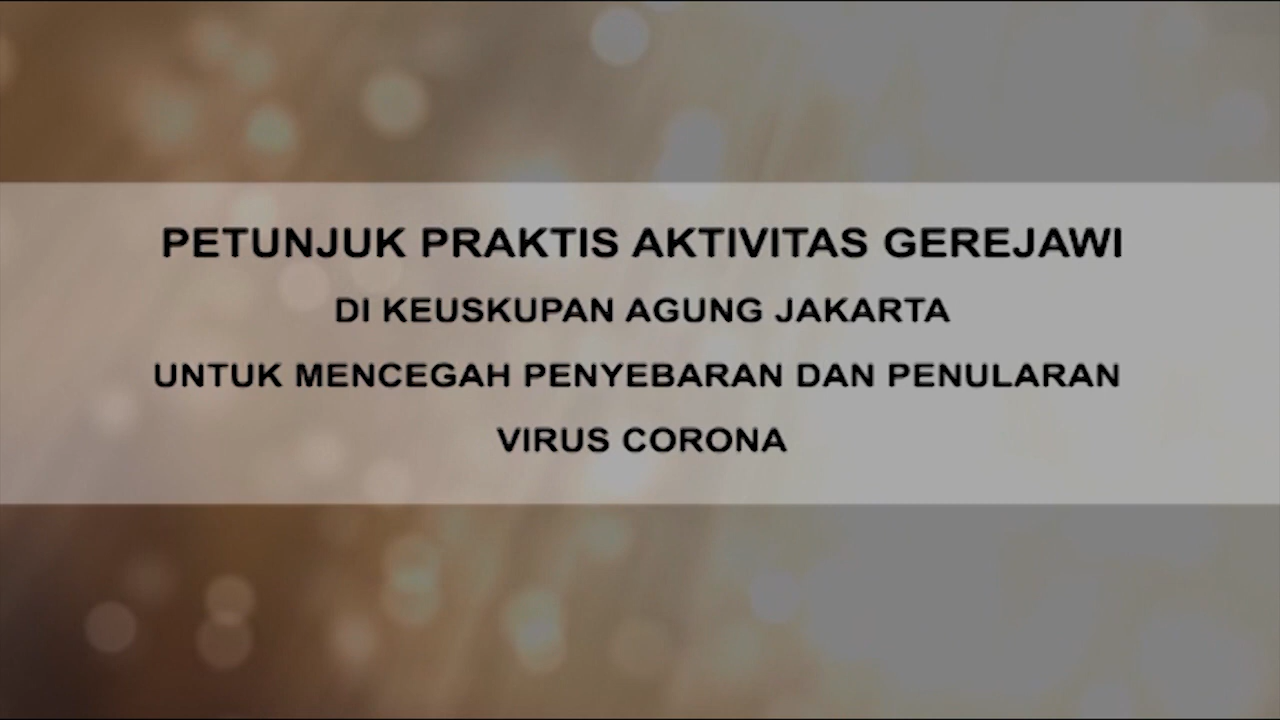 PETUNJUK PRAKTIS AKTIVITAS GEREJAWI
DI KEUSKUPAN AGUNG JAKARTA
UNTUK MENCEGAH PENYEBARAN DAN PENULARAN
VIRUS CORONA